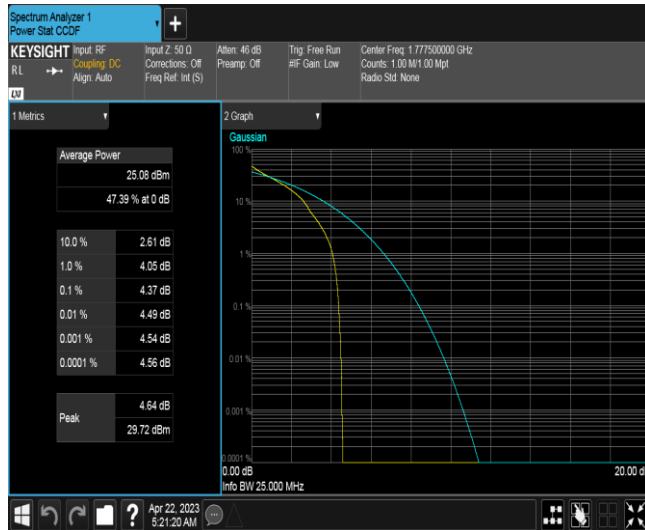 Spectrum Analyzer 1
Power Stat CCDF
+
KEYSIGHT
RL
LXI
Input: RF
Coupling: DC
Align: Auto
Input Z: 50 Ω
Corrections: Off
Freq Ref: Int (S)
Atten: 46 dB
Preamp: Off
Trig: Free Run
#IF Gain: Low
Center Freq: 1.777500000 GHz
Counts: 1.00 M/1.00 Mpt
Radio Std: None
1 Metrics
Average Power
25.08 dBm
47.39 % at 0 dB
10.0 % 2.61 dB
1.0 % 4.05 dB
0.1 % 4.37 dB
0.01 % 4.49 dB
0.001 % 4.54 dB
0.0001 % 4.56 dB
Peak
4.64 dB
29.72 dBm
2 Graph
Gaussian
100 %
10 %
1 %
0.1 %
0.01 %
0.001 %
0.0001 %
0.00 dB
20.00 d
Info BW 25.000 MHz
?
Apr 22, 2023
5:21:20 AM